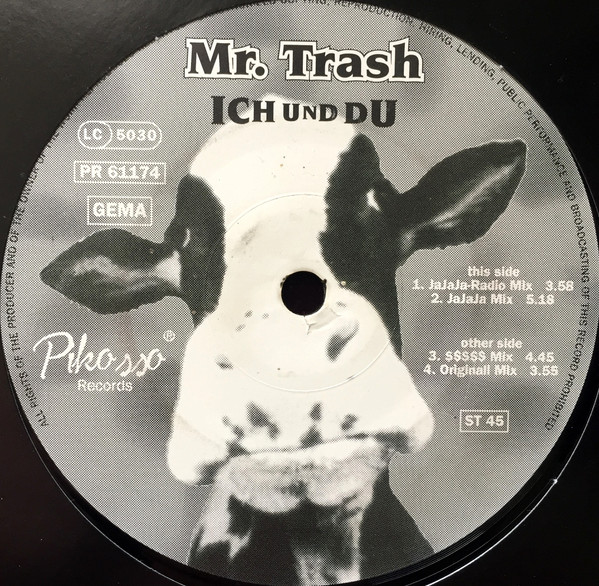 Mr. Trash
ICH UND DU
LC 5030
PR 61174
GEMA
Pikosso®
Records
this side
1. JaJaJa-Radio Mix 3.58
2. JaJaJa Mix 5.18
other side
3. $$$$$ Mix 4.45
4. Originall Mix 3.55
ST 45
ALL RIGHTS OF THE PRODUCER AND OF THE OWNER OF THE
REPRODUCTION, HIRING, LENDING, PUBLIC PERFORMANCE AND BROADCASTING OF THIS RECORD PROHIBITED